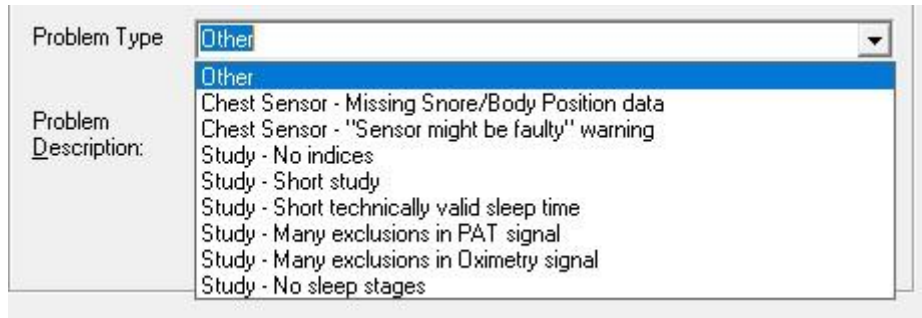 Problem Type
Other
Other
Chest Sensor - Missing Snore/Body Position data
Problem
Description:
Chest Sensor - "Sensor might be faulty" warning
Study - No indices
Study - Short study
Study - Short technically valid sleep time
Study - Many exclusions in PAT signal
Study - Many exclusions in Oximetry signal
Study - No sleep stages